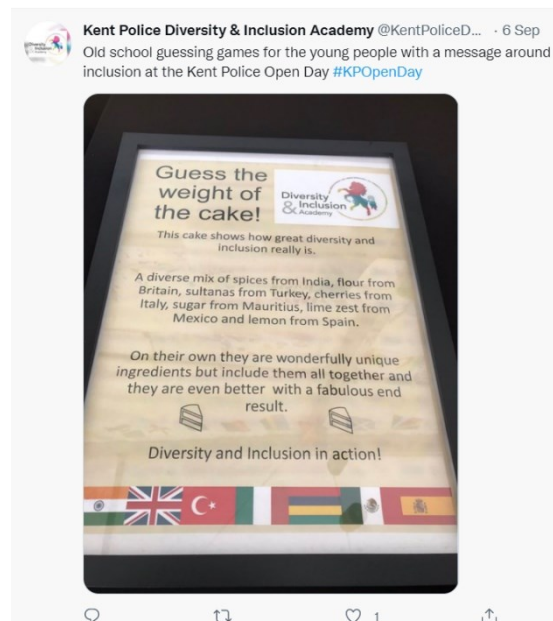 Kent Police Diversity & Inclusion Academy @KentPoliceD... · 6 Sep
Old school guessing games for the young people with a message around
inclusion at the Kent Police Open Day #KPOpenDay
Guess the
weight of
the cake!
Diversity
& Inclusion
Academy
This cake shows how great diversity and
inclusion really is.
A diverse mix of spices from India, flour from
Britain, sultanas from Turkey, cherries from
Italy, sugar from Mauritius, lime zest from
Mexico and lemon from Spain.
On their own they are wonderfully unique
ingredients but include them all together and
they are even better with a fabulous end
result.
Diversity and Inclusion in action!
1